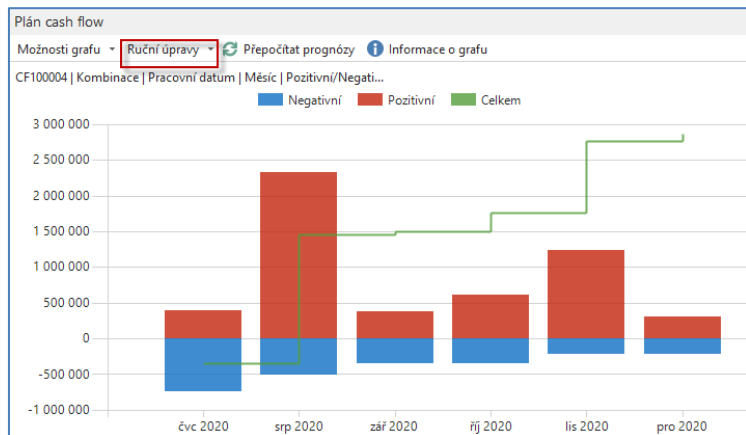 Plán cash flow
Možnosti grafu Ruční úpravy Přepočítat prognózy Informace o grafu
CF100004 | Kombinace | Pracovní datum | Měsíc | Pozitivní/Negati...
Negativní Pozitivní Celkem
3 000 000
2 500 000
2 000 000
1 500 000
1 000 000
500 000
0
-500 000
-1 000 000
čvc 2020 srp 2020 zář 2020 říj 2020 lis 2020 pro 2020